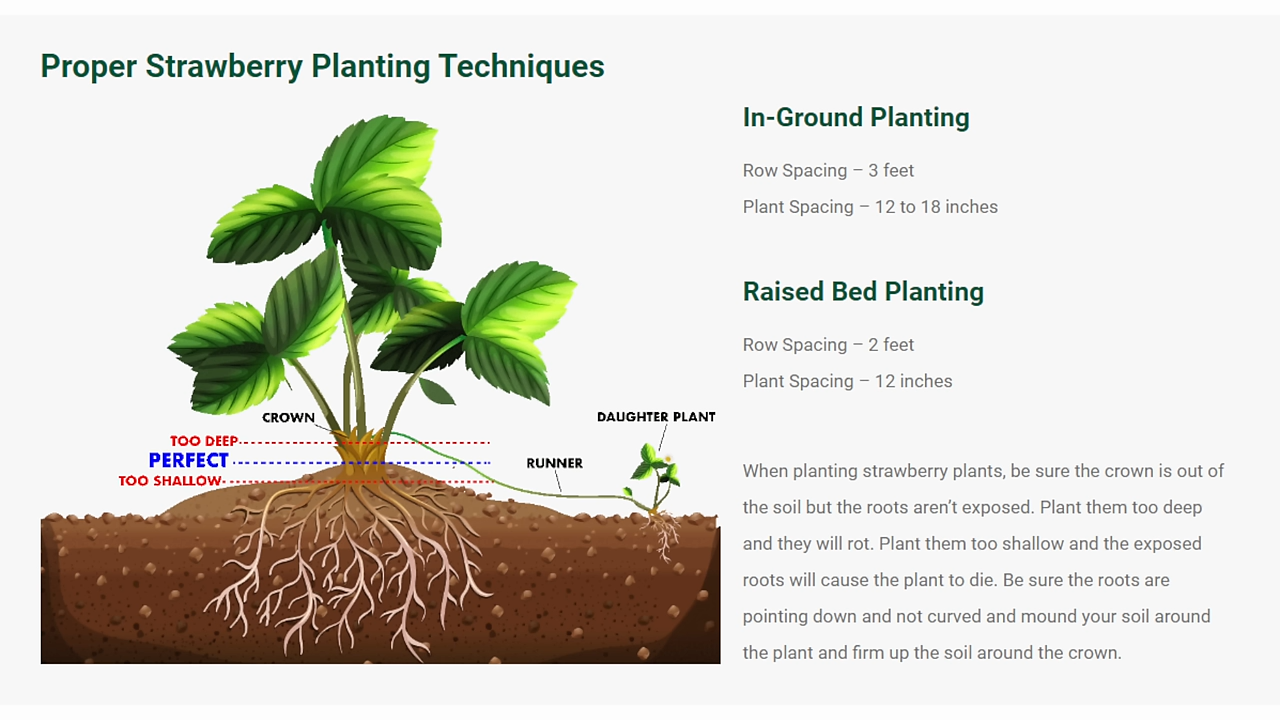 Proper Strawberry Planting Techniques
CROWN
TOO DEEP
PERFECT
TOO SHALLOW
RUNNER
DAUGHTER PLANT
In-Ground Planting
Row Spacing – 3 feet
Plant Spacing – 12 to 18 inches
Raised Bed Planting
Row Spacing – 2 feet
Plant Spacing – 12 inches
When planting strawberry plants, be sure the crown is out of
the soil but the roots aren’t exposed. Plant them too deep
and they will rot. Plant them too shallow and the exposed
roots will cause the plant to die. Be sure the roots are
pointing down and not curved and mound your soil around
the plant and firm up the soil around the crown.